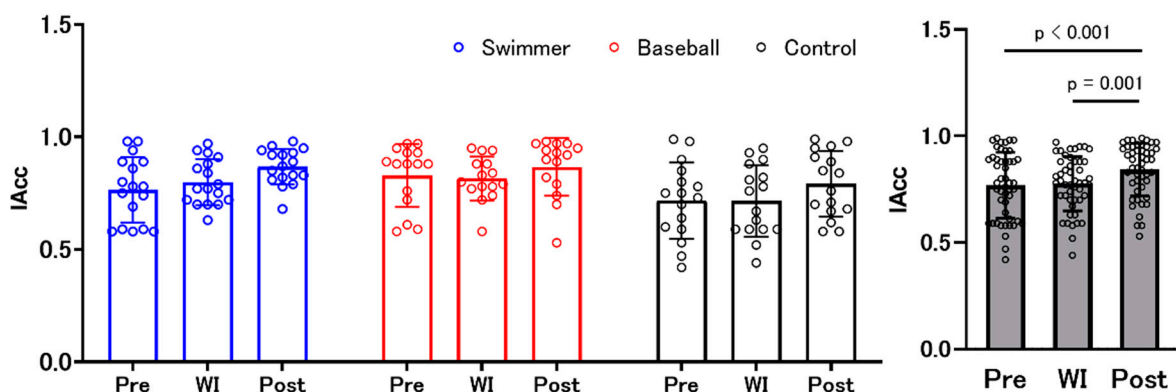 1.5
1.0
0.5
0.0
IAcc
Swimmer
Baseball
Control
Pre
WI
Post
Pre
WI
Post
Pre
WI
Post
1.5
1.0
0.5
0.0
IAcc
p < 0.001
p = 0.001
Pre
WI
Post